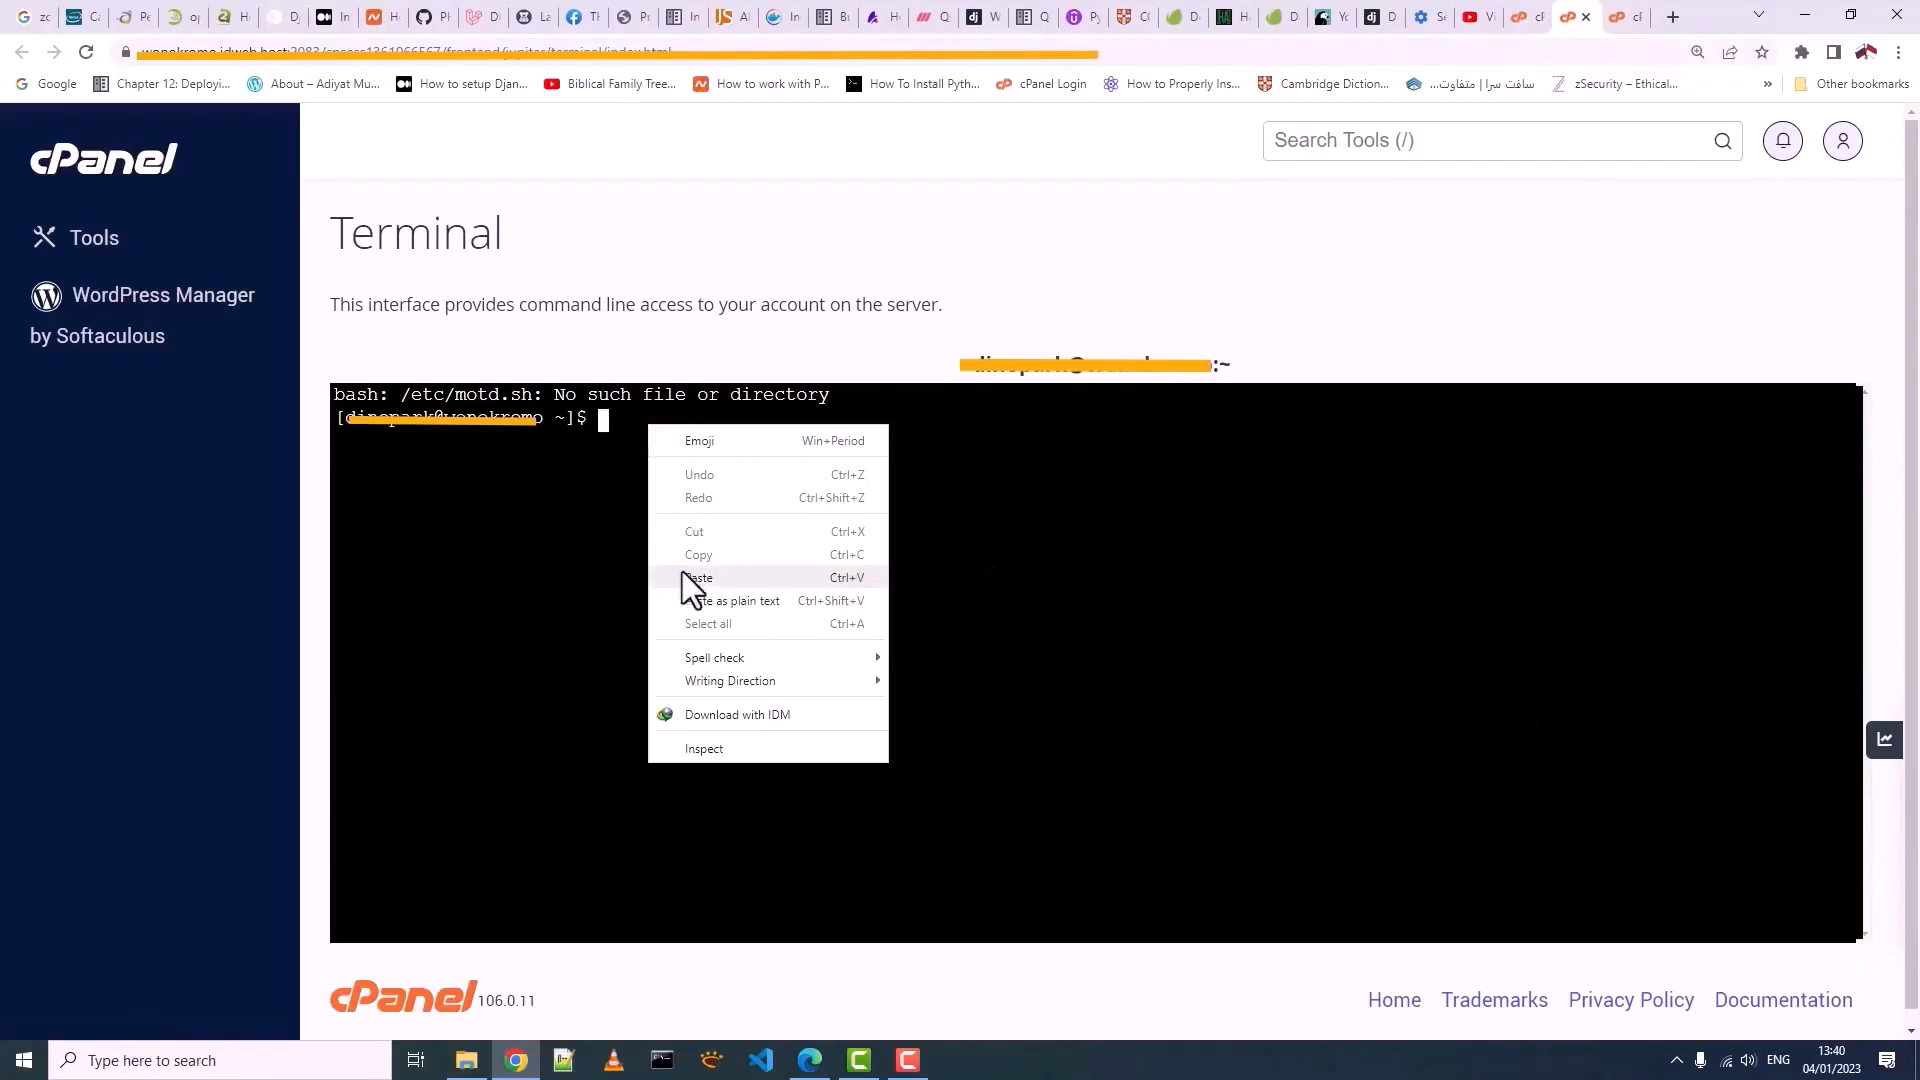 Google
Chapter 12: Deployi...
About – Adiyat Mu...
How to setup Djan...
Biblical Family Tree...
How to work with P...
How To Install Pyth...
cPanel Login
How to Properly Ins...
Cambridge Diction...
سافت سرا | متفاوت...
zSecurity – Ethical...
»
Other bookmarks
cPanel
Search Tools (/)
Tools
WordPress Manager
by Softaculous
Terminal
This interface provides command line access to your account on the server.
:~
bash: /etc/motd.sh: No such file or directory
~]$
Emoji Win+Period
Undo Ctrl+Z
Redo Ctrl+Shift+Z
Cut Ctrl+X
Copy Ctrl+C
Paste Ctrl+V
as plain text Ctrl+Shift+V
Select all Ctrl+A
Spell check
Writing Direction
Download with IDM
Inspect
cPanel 106.0.11
Home Trademarks Privacy Policy Documentation
Type here to search
ENG
13:40
04/01/2023